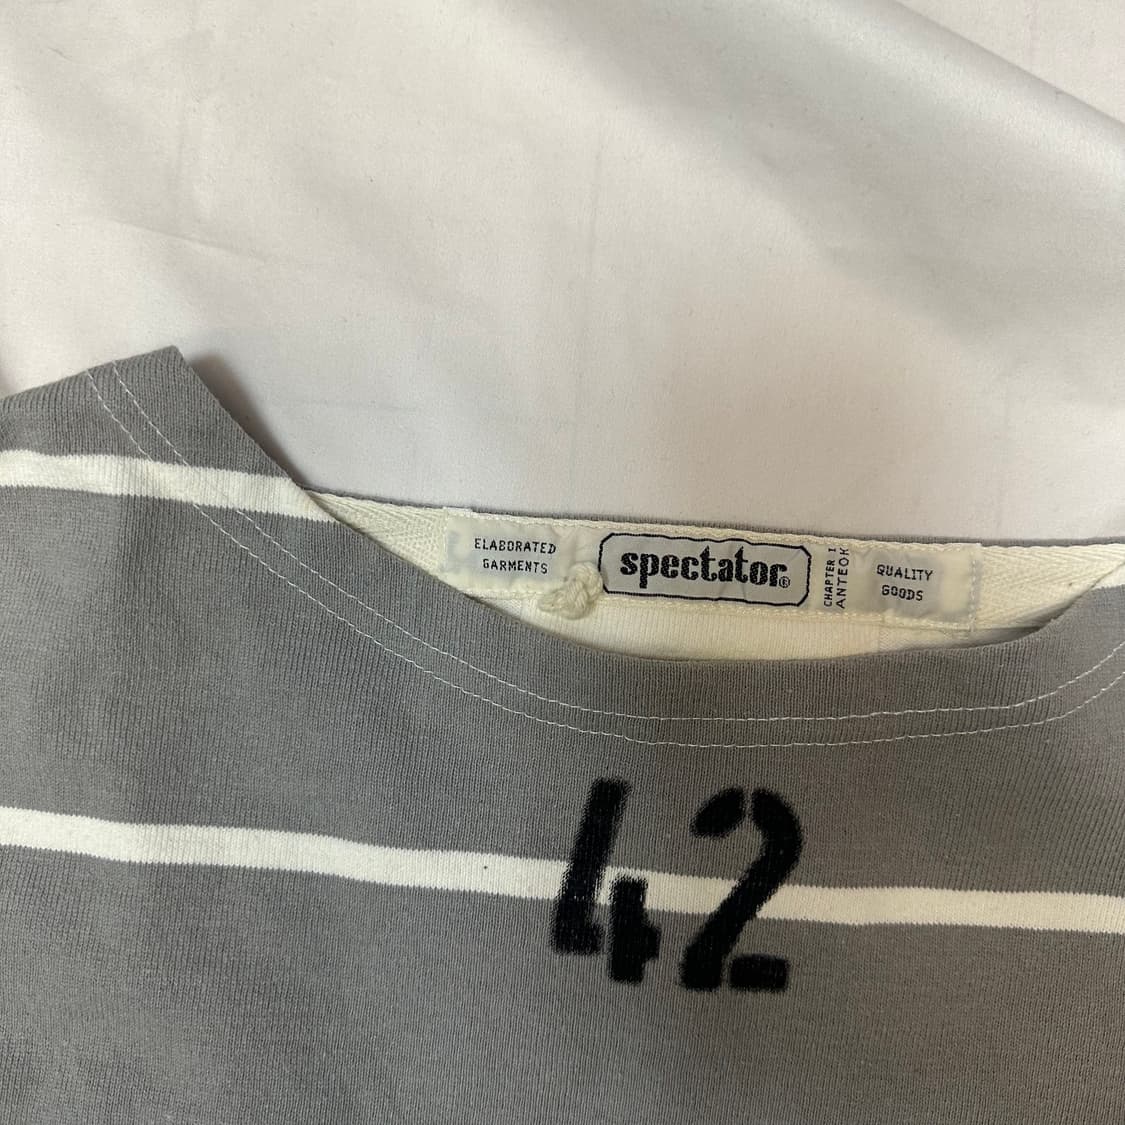 ELABORATED
GARMENTS
spectator®
CHAPTER I
ANTEOK
QUALITY
GOODS
42